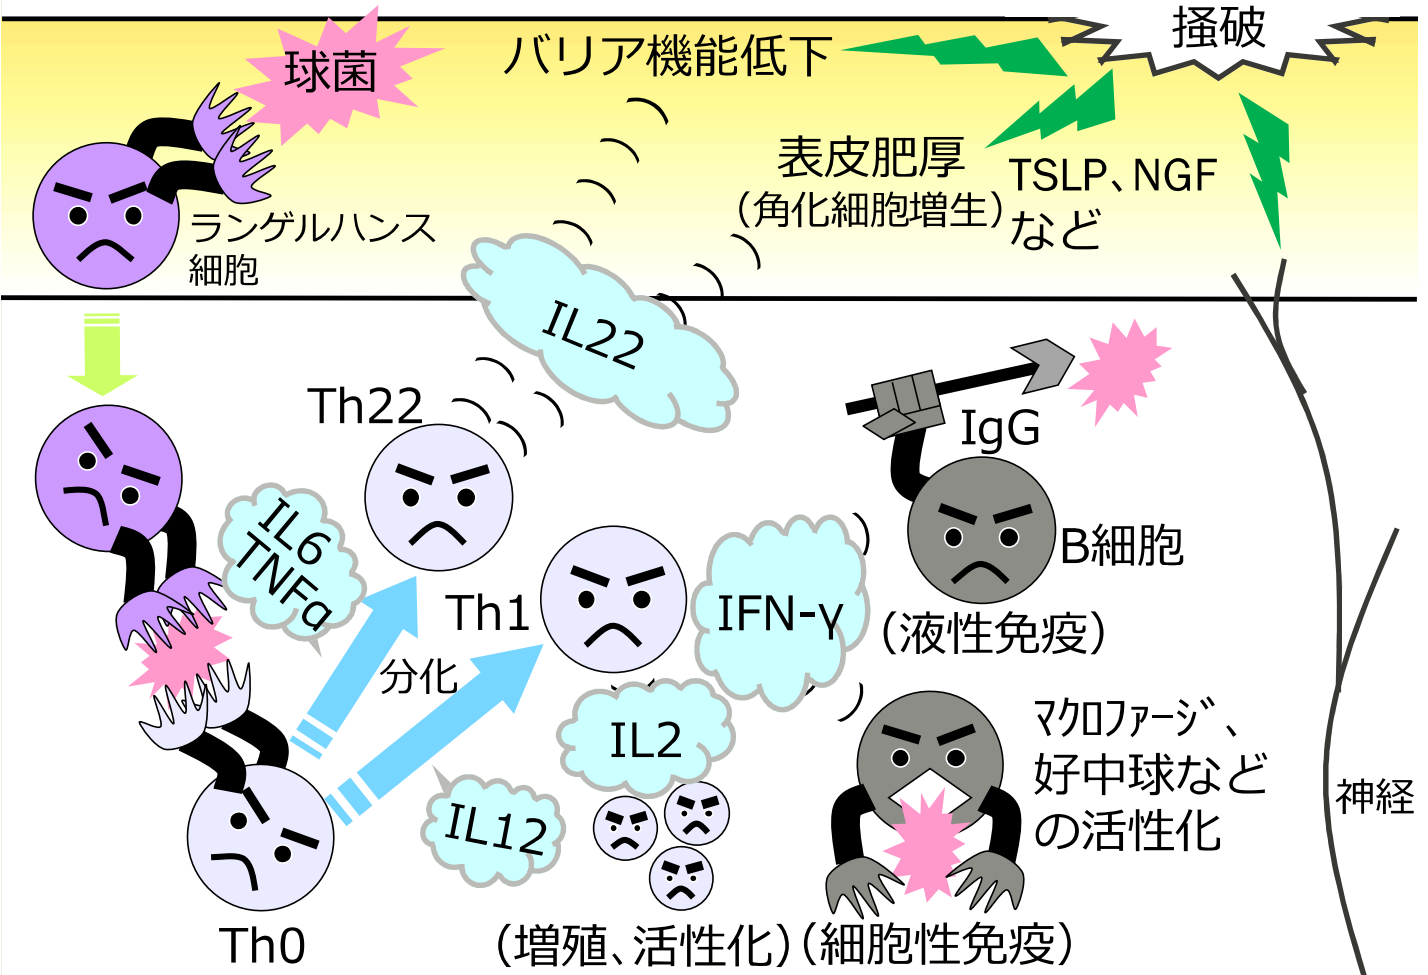 掻破
球菌
バリア機能低下
表皮肥厚
（角化細胞増生）
TSLP、NGF
など
ランゲルハンス
細胞
IL22
Th22
IgG
B細胞
（液性免疫）
IL6
TNFα
Th1
IFN-γ
分化
IL2
マクロファージ、
好中球など
の活性化
神経
IL12
Th0
（増殖、活性化）
（細胞性免疫）